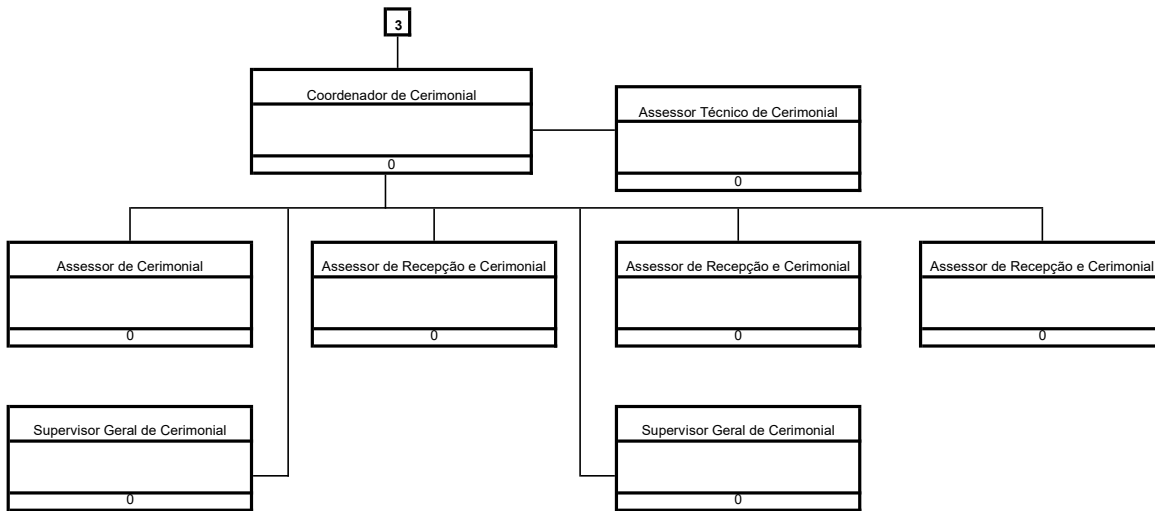 3
Coordenador de Cerimonial
0
Assessor Técnico de Cerimonial
0
Assessor de Cerimonial
0
Assessor de Recepção e Cerimonial
0
Assessor de Recepção e Cerimonial
0
Assessor de Recepção e Cerimonial
Supervisor Geral de Cerimonial
0
Supervisor Geral de Cerimonial
0